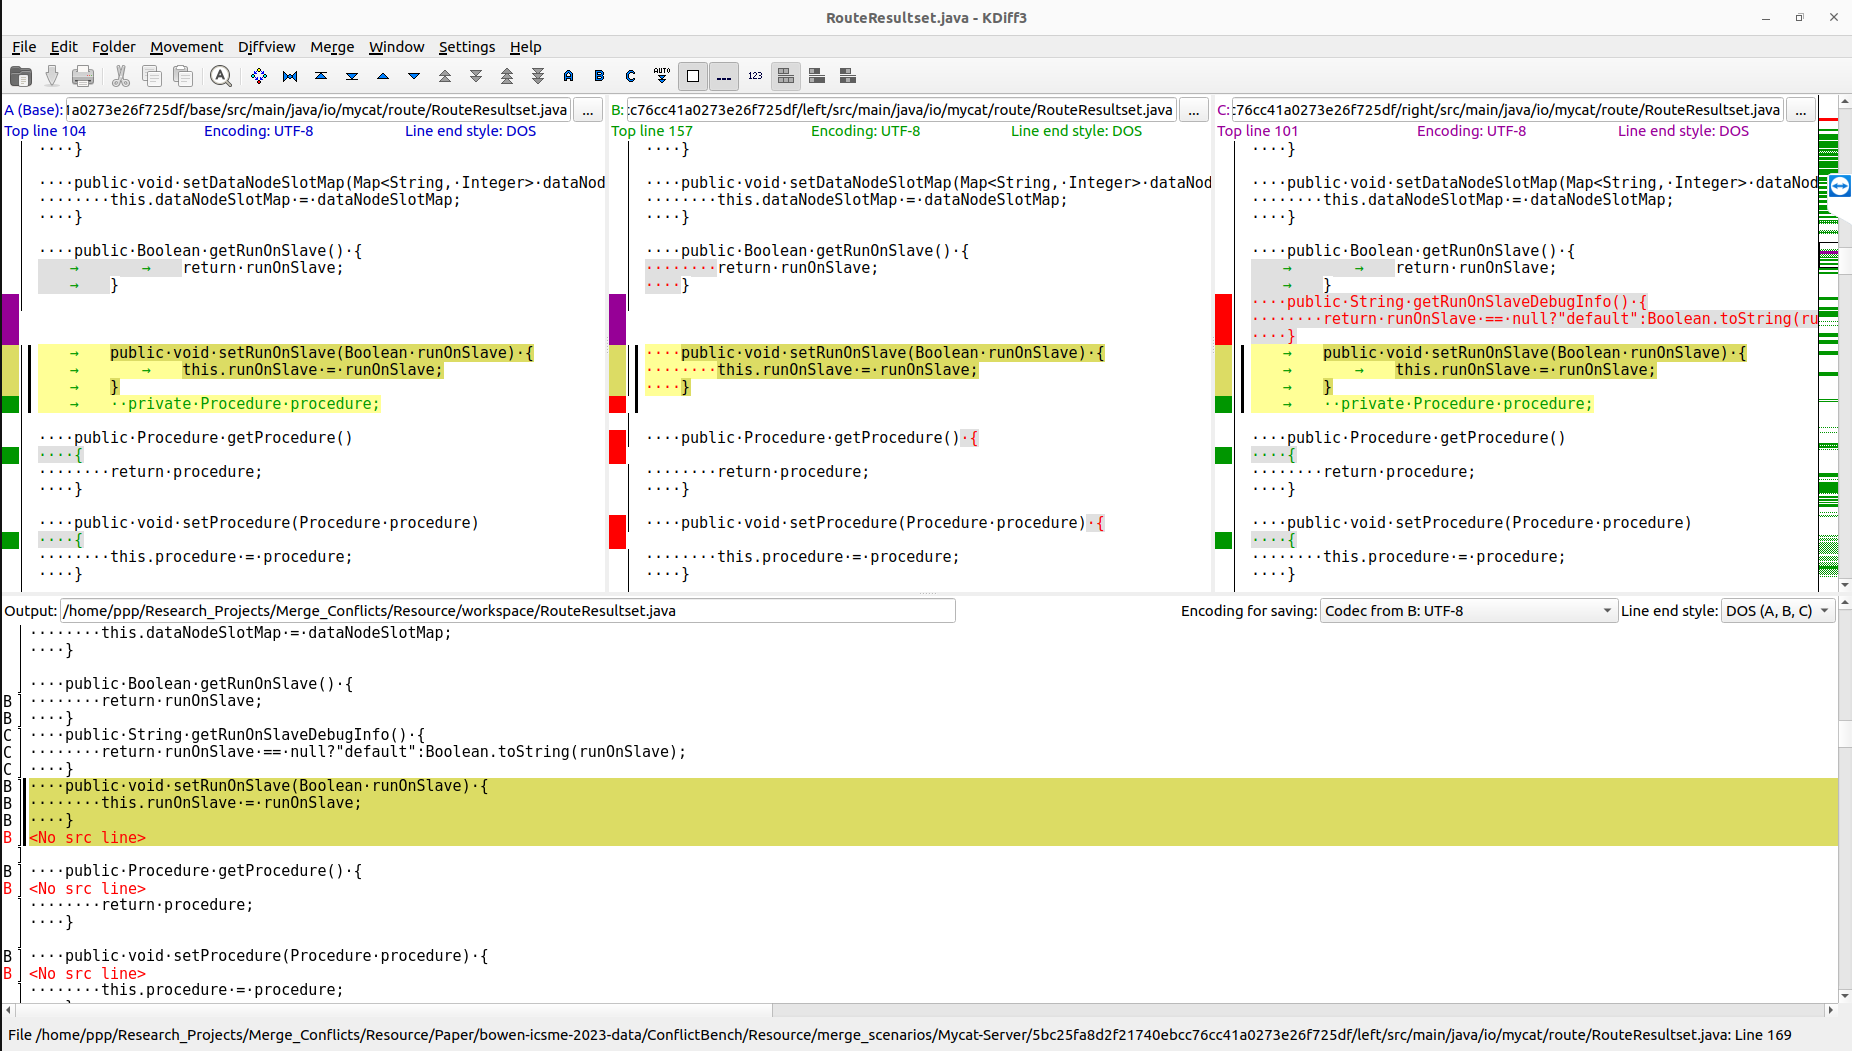 RouteResultset.java - KDiff3
File Edit Folder Movement Diffview Merge Window Settings Help
A B C AUTO 123
A (Base): 1a0273e26f725df/base/src/main/java/io/mycat/route/RouteResultset.java ...
Top line 104 Encoding: UTF-8 Line end style: DOS
····}
····public·void·setDataNodeSlotMap(Map<String,·Integer>·dataNod
········this.dataNodeSlotMap·=·dataNodeSlotMap;
····}
····public·Boolean·getRunOnSlave()·{
→ → return·runOnSlave;
→ }
→ public·void·setRunOnSlave(Boolean·runOnSlave)·{
→ → this.runOnSlave·=·runOnSlave;
→ }
→ ··private·Procedure·procedure;
····public·Procedure·getProcedure()
····{
········return·procedure;
····}
····public·void·setProcedure(Procedure·procedure)
····{
········this.procedure·=·procedure;
····}
B: :c76cc41a0273e26f725df/left/src/main/java/io/mycat/route/RouteResultset.java ...
Top line 157 Encoding: UTF-8 Line end style: DOS
····}
····public·void·setDataNodeSlotMap(Map<String,·Integer>·dataNod
········this.dataNodeSlotMap·=·dataNodeSlotMap;
····}
····public·Boolean·getRunOnSlave()·{
········return·runOnSlave;
····}
····public·void·setRunOnSlave(Boolean·runOnSlave)·{
········this.runOnSlave·=·runOnSlave;
····}
····public·Procedure·getProcedure()·{
········return·procedure;
····}
····public·void·setProcedure(Procedure·procedure)·{
········this.procedure·=·procedure;
····}
C: :76cc41a0273e26f725df/right/src/main/java/io/mycat/route/RouteResultset.java ...
Top line 101 Encoding: UTF-8 Line end style: DOS
····}
····public·void·setDataNodeSlotMap(Map<String,·Integer>·dataNod
········this.dataNodeSlotMap·=·dataNodeSlotMap;
····}
····public·Boolean·getRunOnSlave()·{
→ → return·runOnSlave;
→ }
····public·String·getRunOnSlaveDebugInfo()·{
········return·runOnSlave·==·null?"default":Boolean.toString(ru
····}
→ public·void·setRunOnSlave(Boolean·runOnSlave)·{
→ → this.runOnSlave·=·runOnSlave;
→ }
→ ··private·Procedure·procedure;
····public·Procedure·getProcedure()
····{
········return·procedure;
····}
····public·void·setProcedure(Procedure·procedure)
····{
········this.procedure·=·procedure;
····}
Output: /home/ppp/Research_Projects/Merge_Conflicts/Resource/workspace/RouteResultset.java Encoding for saving: Codec from B: UTF-8 Line end style: DOS (A, B, C)
········this.dataNodeSlotMap·=·dataNodeSlotMap;
····}
····public·Boolean·getRunOnSlave()·{
B ········return·runOnSlave;
B ····}
C ····public·String·getRunOnSlaveDebugInfo()·{
C ········return·runOnSlave·==·null?"default":Boolean.toString(runOnSlave);
C ····}
B ····public·void·setRunOnSlave(Boolean·runOnSlave)·{
B ········this.runOnSlave·=·runOnSlave;
B ····}
B <No src line>
B ····public·Procedure·getProcedure()·{
B <No src line>
········return·procedure;
····}
B ····public·void·setProcedure(Procedure·procedure)·{
B <No src line>
········this.procedure·=·procedure;
File /home/ppp/Research_Projects/Merge_Conflicts/Resource/Paper/bowen-icsme-2023-data/ConflictBench/Resource/merge_scenarios/Mycat-Server/5bc25fa8d2f21740ebcc76cc41a0273e26f725df/left/src/main/java/io/mycat/route/RouteResultset.java: Line 169